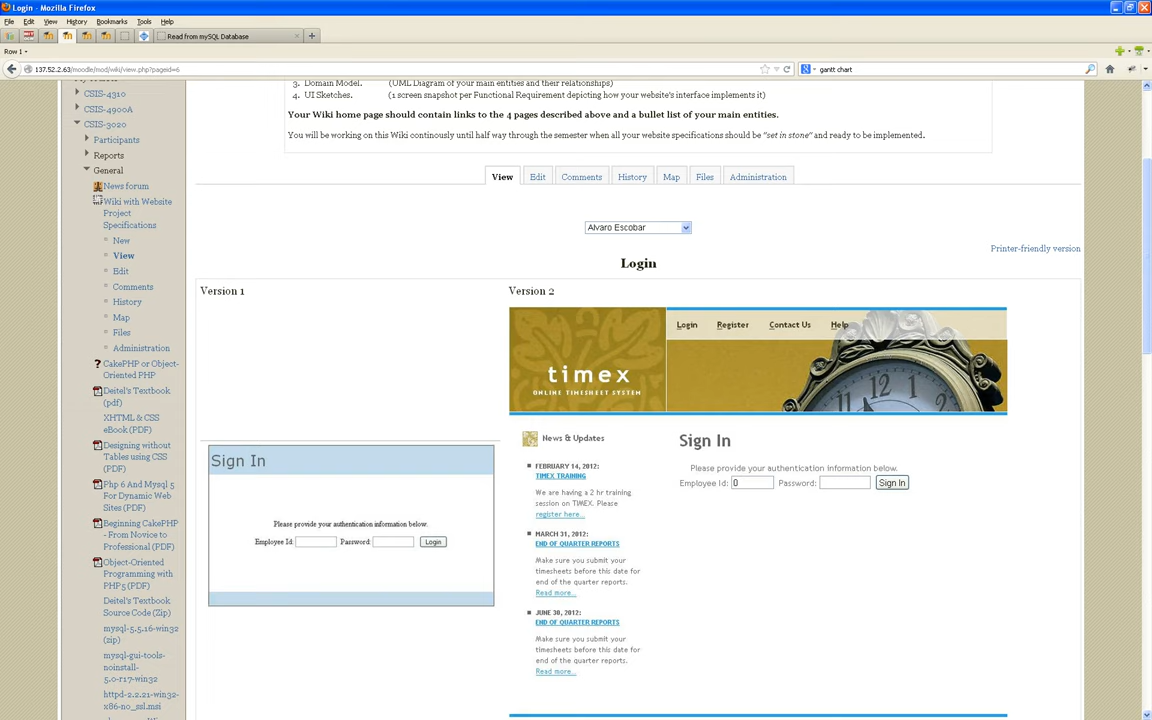 Login - Mozilla Firefox
File Edit View History Bookmarks Tools Help
Read from mySQL Database
Row 1
137.52.2.63/moodle/mod/wiki/view.php?pageid=6
gantt chart
CSIS-4310
CSIS-4900A
CSIS-3020
Participants
Reports
General
News forum
Wiki with Website
Project
Specifications
New
View
Edit
Comments
History
Map
Files
Administration
CakePHP or Object-
Oriented PHP
Deitel's Textbook
(pdf)
XHTML & CSS
eBook (PDF)
Designing without
Tables using CSS
(PDF)
Php 6 And Mysql 5
For Dynamic Web
Sites (PDF)
Beginning CakePHP
- From Novice to
Professional (PDF)
Object-Oriented
Programming with
PHP5 (PDF)
Deitel's Textbook
Source Code (Zip)
mysql-5.5.16-win32
(zip)
mysql-gui-tools-
noinstall-
5.0-r17-win32
httpd-2.2.21-win32-
x86-no_ssl.msi
3. Domain Model. (UML Diagram of your main entities and their relationships)
4. UI Sketches. (1 screen snapshot per Functional Requirement depicting how your website's interface implements it)
Your Wiki home page should contain links to the 4 pages described above and a bullet list of your main entities.
You will be working on this Wiki continously until half way through the semester when all your website specifications should be "set in stone" and ready to be implemented.
View Edit Comments History Map Files Administration
Alvaro Escobar
Printer-friendly version
Login
Version 1
Sign In
Please provide your authentication information below.
Employee Id: Password: Login
Version 2
timex
ONLINE TIMESHEET SYSTEM
Login Register Contact Us Help
News & Updates
FEBRUARY 14, 2012:
TIMEX TRAINING
We are having a 2 hr training
session on TIMEX. Please
register here...
MARCH 31, 2012:
END OF QUARTER REPORTS
Make sure you submit your
timesheets before this date for
end of the quarter reports.
Read more...
JUNE 30, 2012:
END OF QUARTER REPORTS
Make sure you submit your
timesheets before this date for
end of the quarter reports.
Read more...
Sign In
Please provide your authentication information below.
Employee Id: 0 Password: Sign In